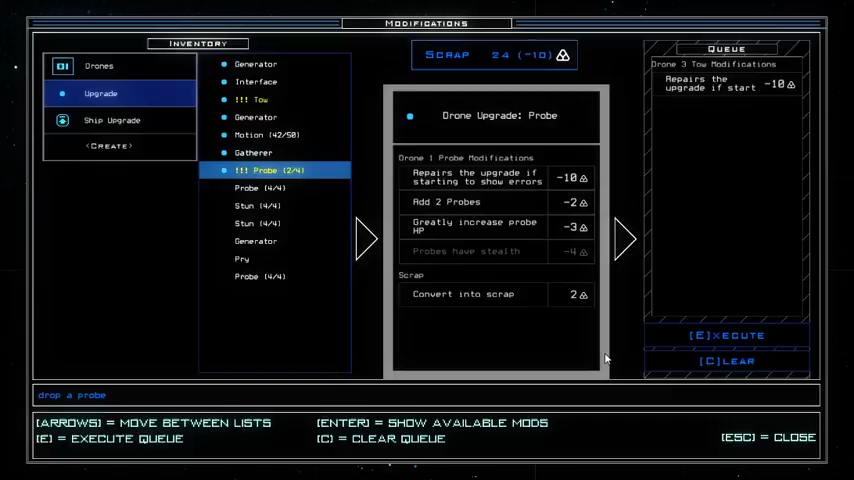 MODIFICATIONS
INVENTORY
Drones
Upgrade
Ship Upgrade
<CREATE>
Generator
Interface
!!! Tow
Generator
Motion (42/50)
Gatherer
!!! Probe (2/4)
Probe (4/4)
Stun (4/4)
Stun (4/4)
Generator
Pry
Probe (4/4)
SCRAP 24 (-10)
Drone Upgrade: Probe
Drone 1 Probe Modifications
Repairs the upgrade if
starting to show errors -10
Add 2 Probes -2
Greatly increase probe
HP -3
Probes have stealth -4
Scrap
Convert into scrap 2
QUEUE
Drone 3 Tow Modifications
Repairs the
upgrade if start -10
[E]XECUTE
[C]LEAR
drop a probe
[ARROWS] = MOVE BETWEEN LISTS
[ENTER] = SHOW AVAILABLE MODS
[E] = EXECUTE QUEUE
[C] = CLEAR QUEUE
[ESC] = CLOSE